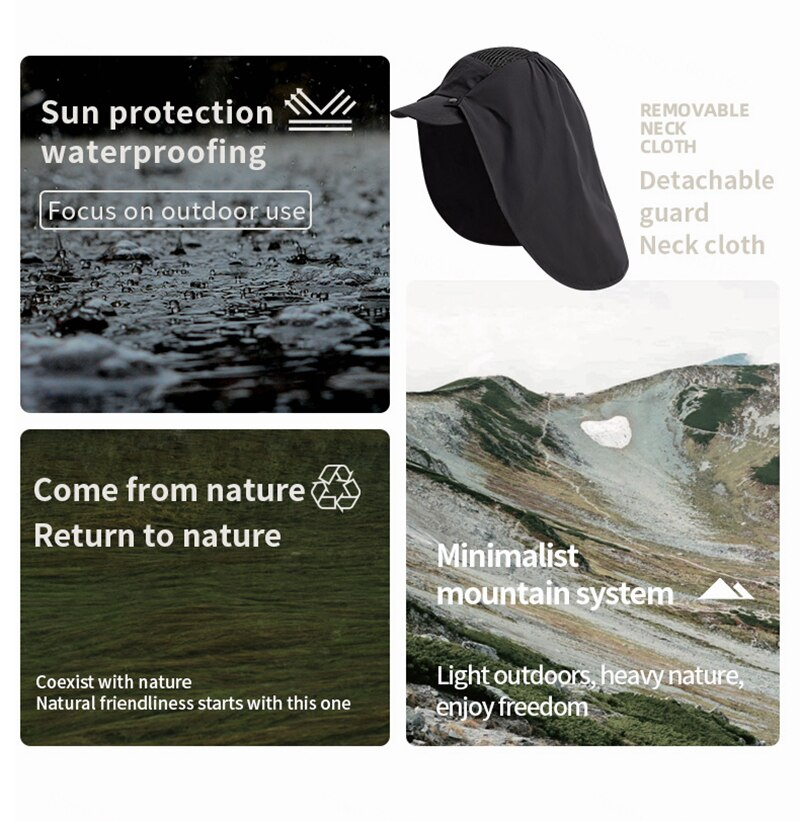 Sun protection
waterproofing
Focus on outdoor use
REMOVABLE
NECK
CLOTH
Detachable
guard
Neck cloth
Come from nature
Return to nature
Coexist with nature
Natural friendliness starts with this one
Minimalist
mountain system
Light outdoors, heavy nature,
enjoy freedom